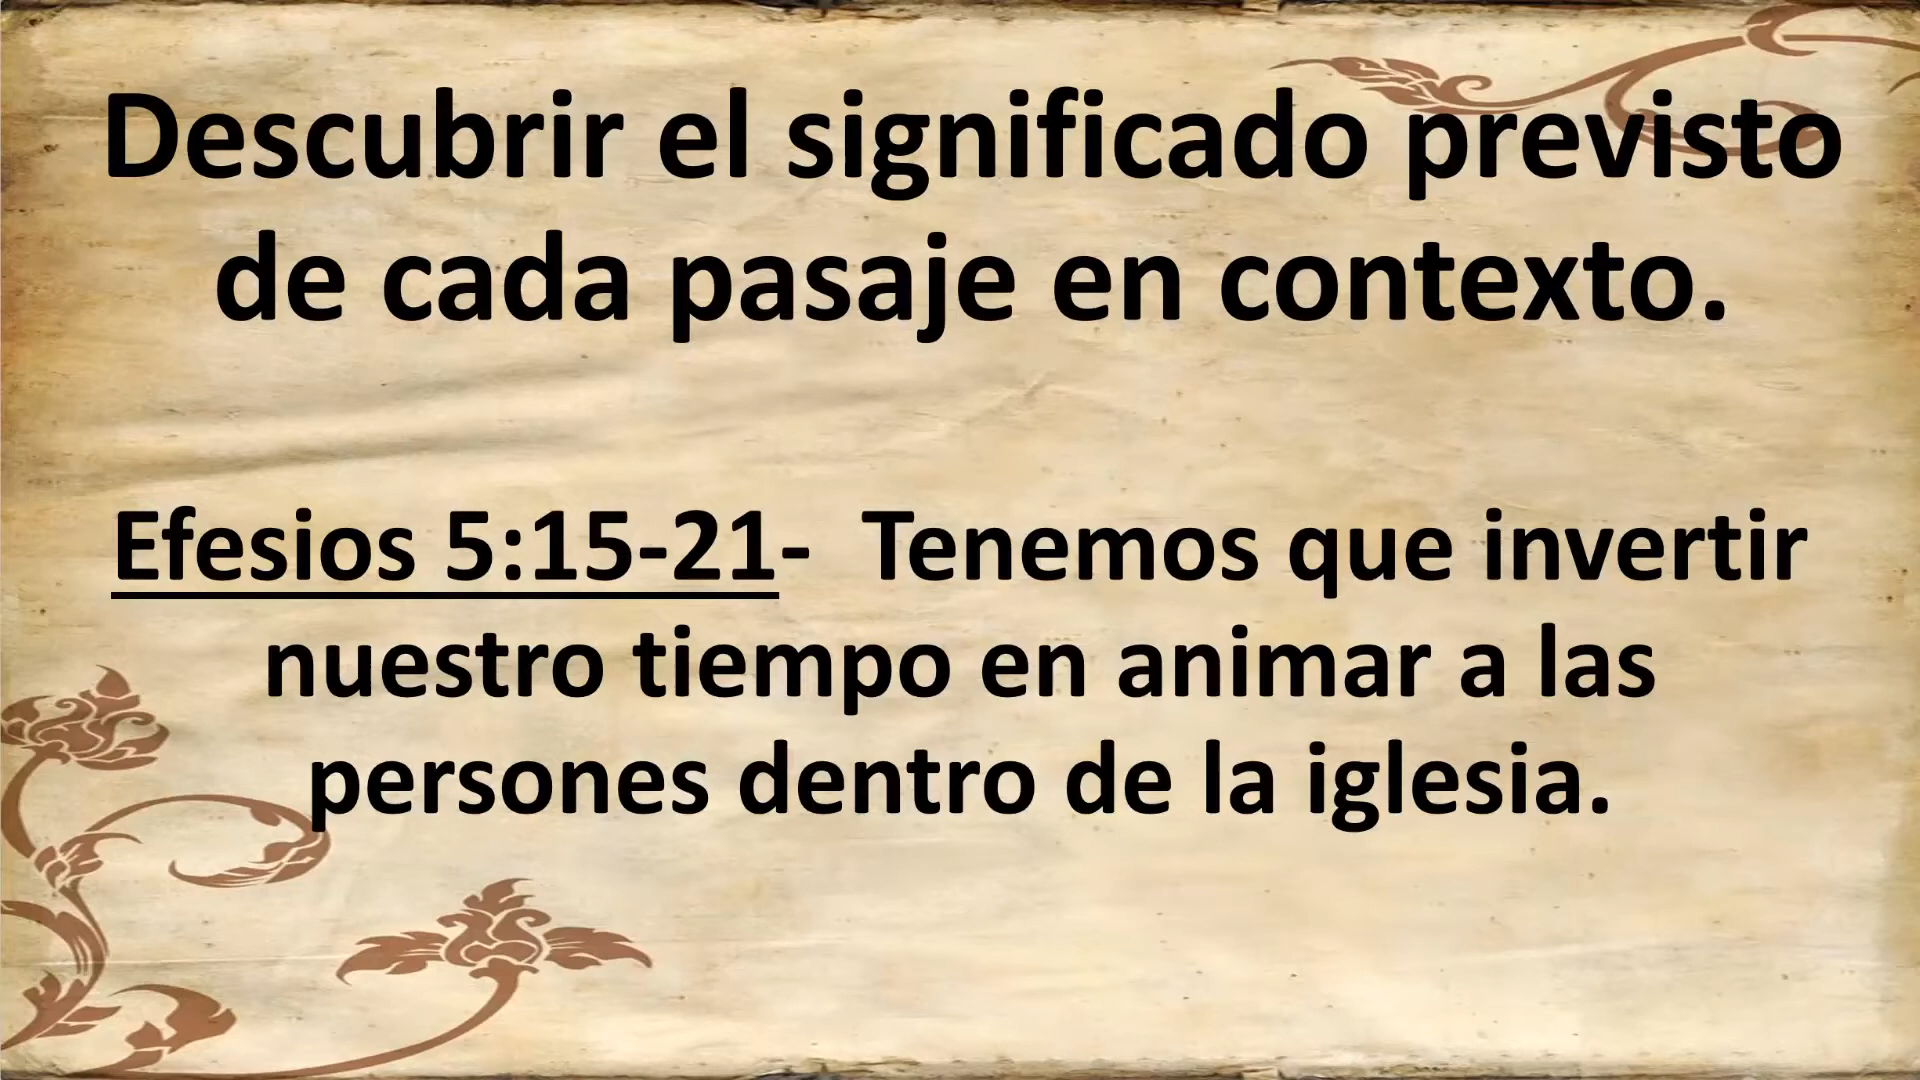 Descubrir el significado previsto
de cada pasaje en contexto.
Efesios 5:15-21- Tenemos que invertir
nuestro tiempo en animar a las
persones dentro de la iglesia.